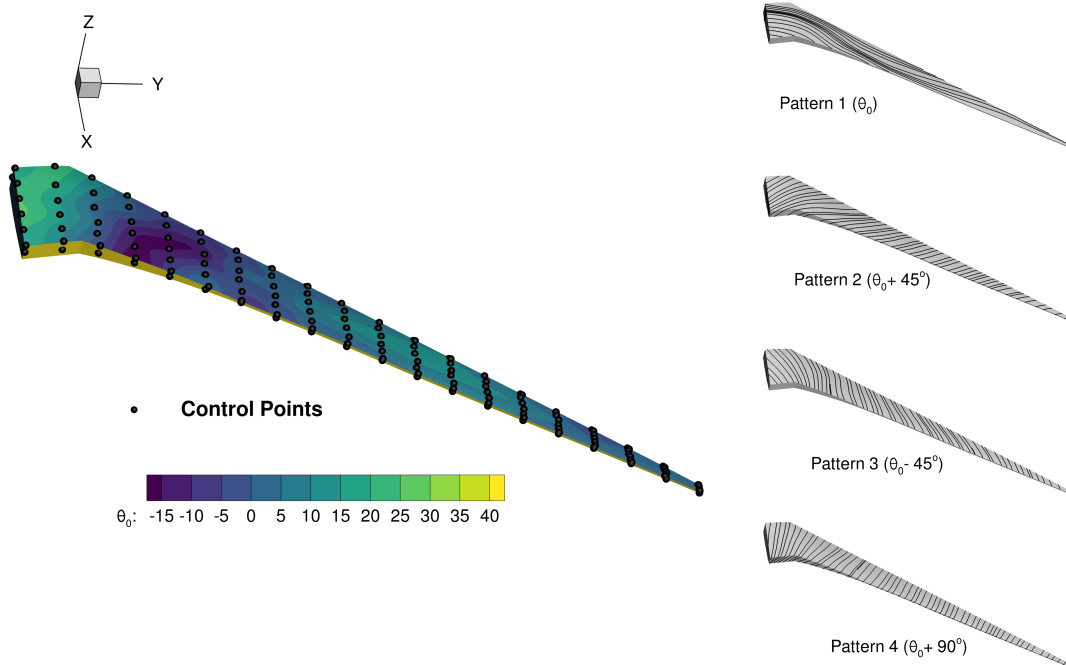 Z
Y
X
Control Points
θ₀: -15 -10 -5 0 5 10 15 20 25 30 35 40
Pattern 1 (θ₀)
Pattern 2 (θ₀+ 45°)
Pattern 3 (θ₀- 45°)
Pattern 4 (θ₀+ 90°)